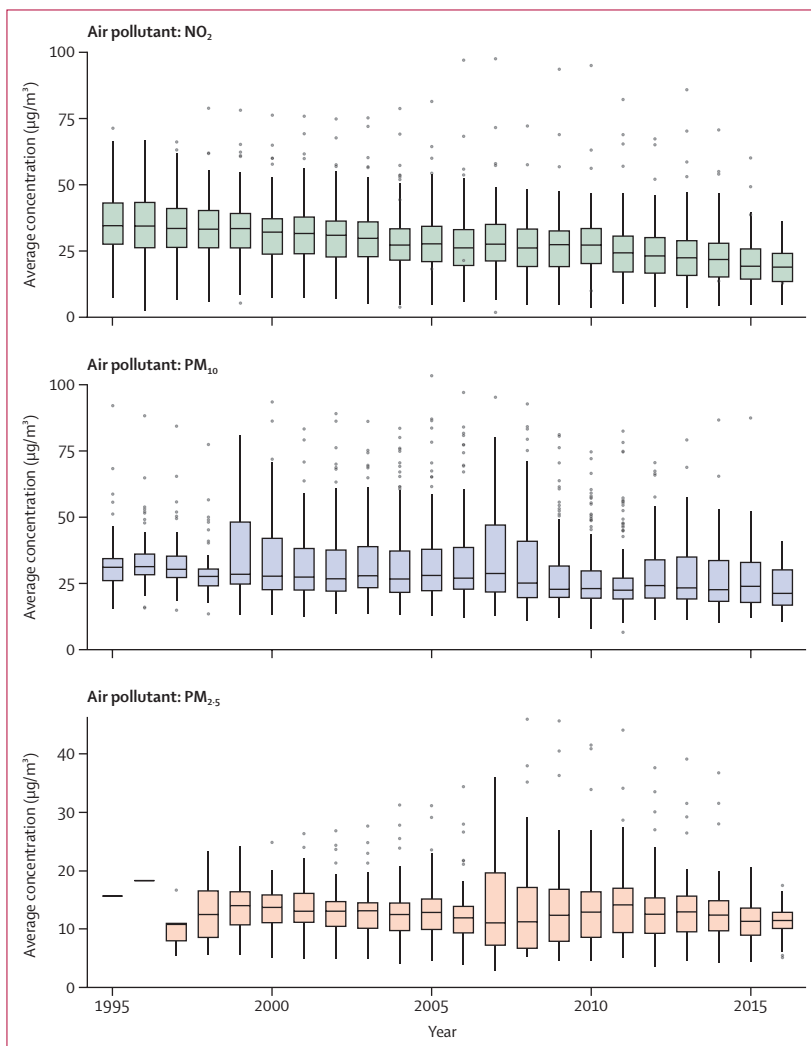 Air pollutant: NO₂
100
75
50
25
0
Average concentration (µg/m³)
Air pollutant: PM₁₀
100
75
50
25
0
Average concentration (µg/m³)
Air pollutant: PM₂·₅
40
30
20
10
0
Average concentration (µg/m³)
1995 2000 2005 2010 2015
Year